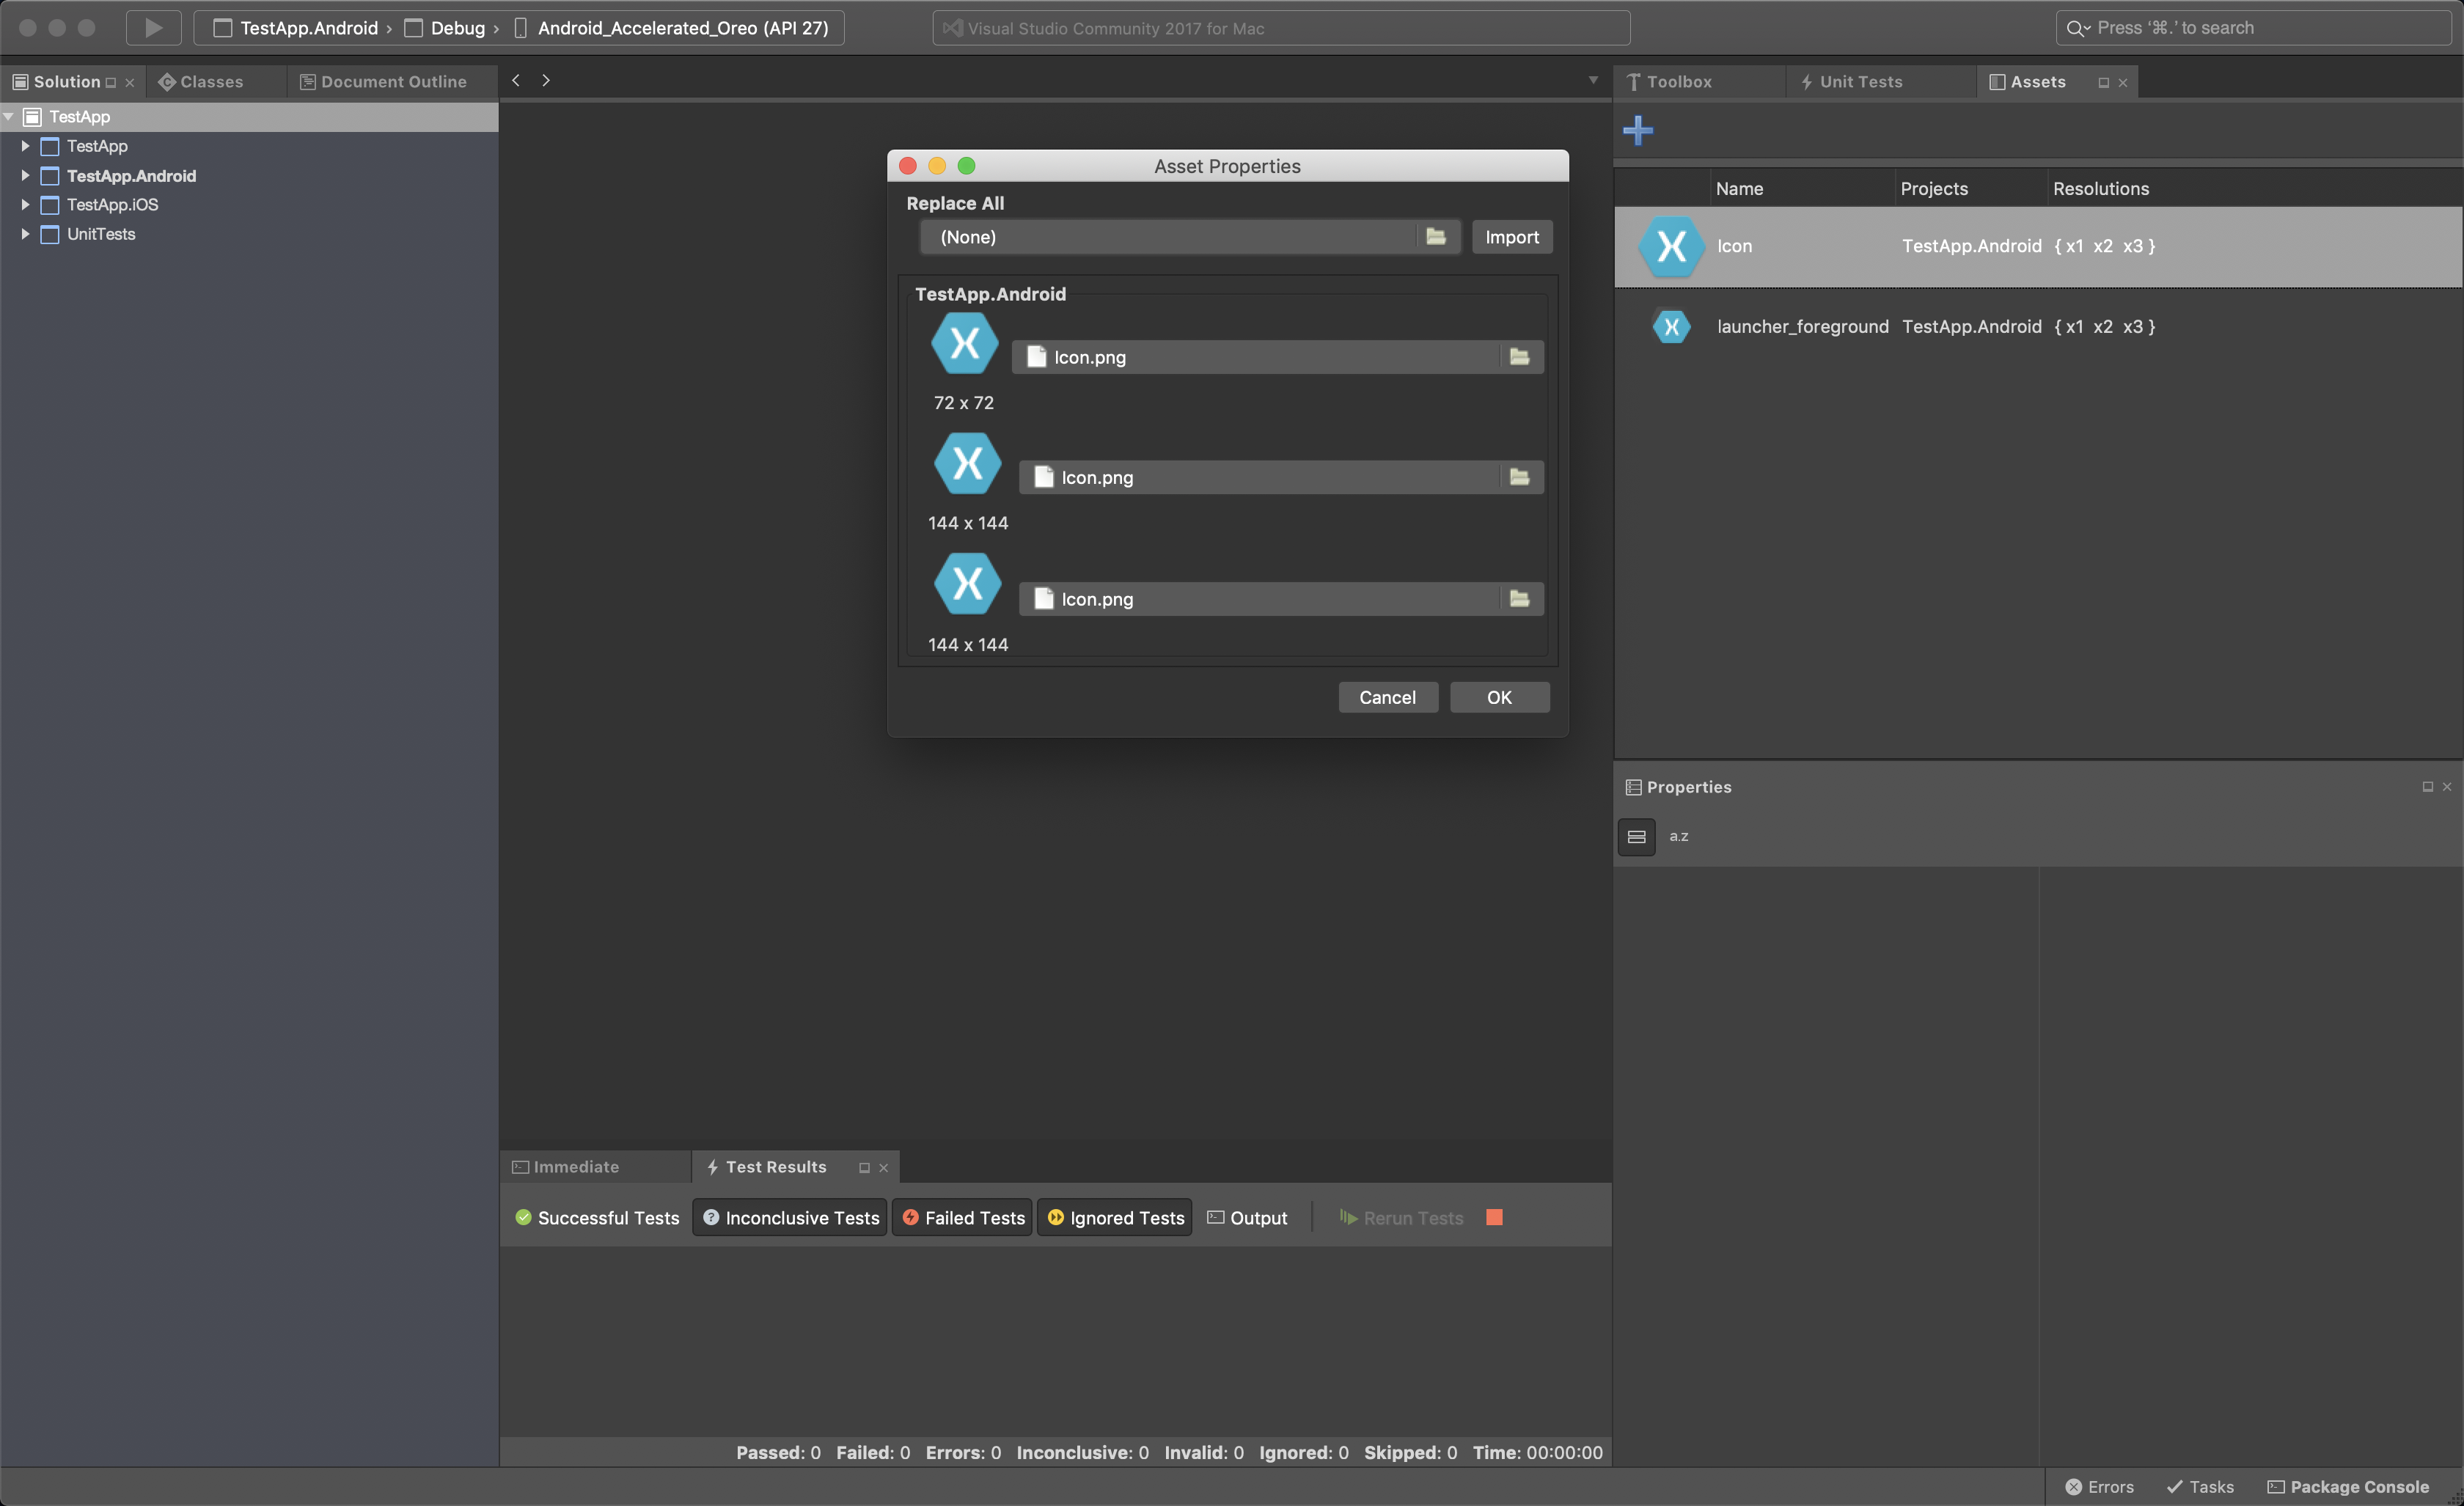 TestApp.Android › Debug › Android_Accelerated_Oreo (API 27)
Visual Studio Community 2017 for Mac
Press '⌘.' to search
Solution
Classes
Document Outline
TestApp
TestApp
TestApp.Android
TestApp.iOS
UnitTests
Asset Properties
Replace All
(None)
Import
TestApp.Android
Icon.png
72 x 72
Icon.png
144 x 144
Icon.png
144 x 144
Cancel
OK
Toolbox
Unit Tests
Assets
Name Projects Resolutions
Icon TestApp.Android { x1 x2 x3 }
launcher_foreground TestApp.Android { x1 x2 x3 }
Properties
a.z
Immediate
Test Results
Successful Tests Inconclusive Tests Failed Tests Ignored Tests Output Rerun Tests
Passed: 0 Failed: 0 Errors: 0 Inconclusive: 0 Invalid: 0 Ignored: 0 Skipped: 0 Time: 00:00:00
Errors Tasks Package Console